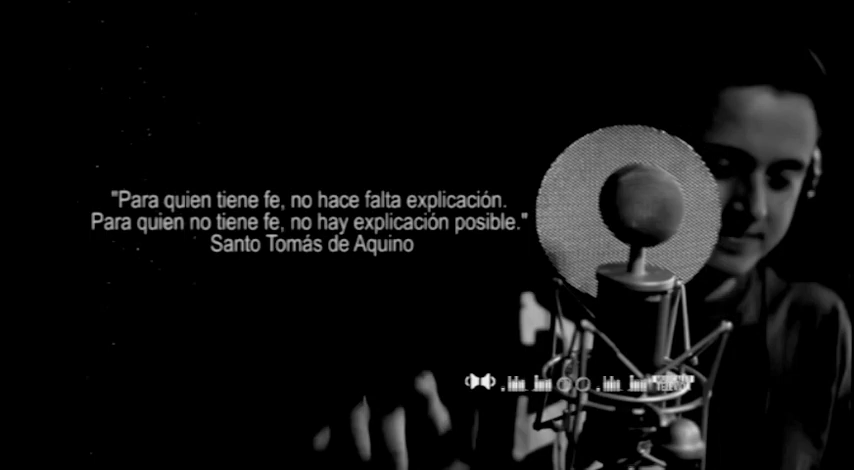 "Para quien tiene fe, no hace falta explicación.
Para quien no tiene fe, no hay explicación posible."
Santo Tomás de Aquino